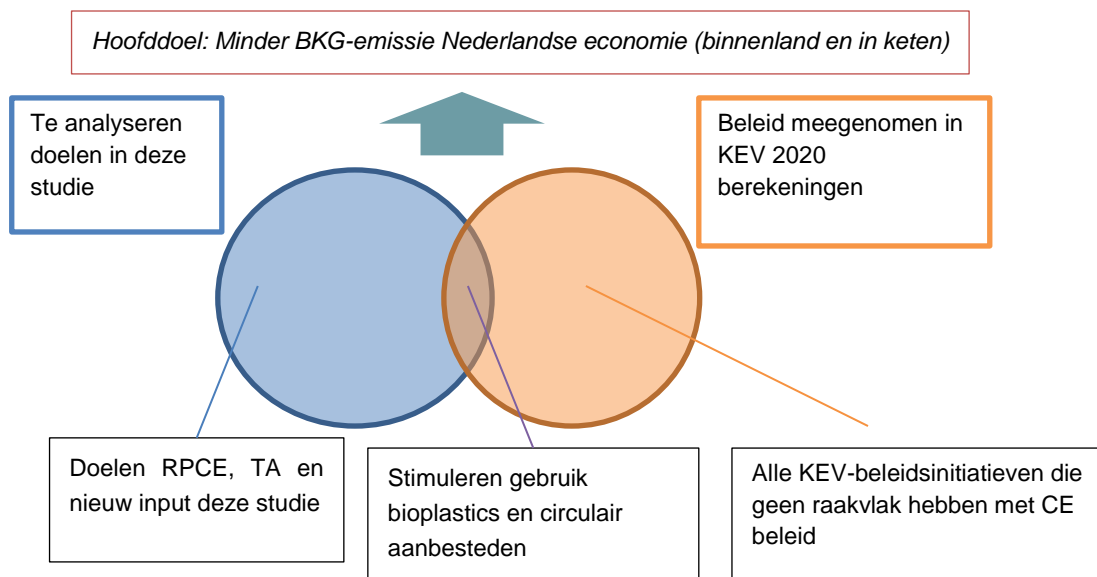 Hoofddoel: Minder BKG-emissie Nederlandse economie (binnenland en in keten)
Te analyseren
doelen in deze
studie
Beleid meegenomen in
KEV 2020
berekeningen
Doelen RPCE, TA en
nieuw input deze studie
Stimuleren gebruik
bioplastics en circulair
aanbesteden
Alle KEV-beleidsinitiatieven die
geen raakvlak hebben met CE
beleid